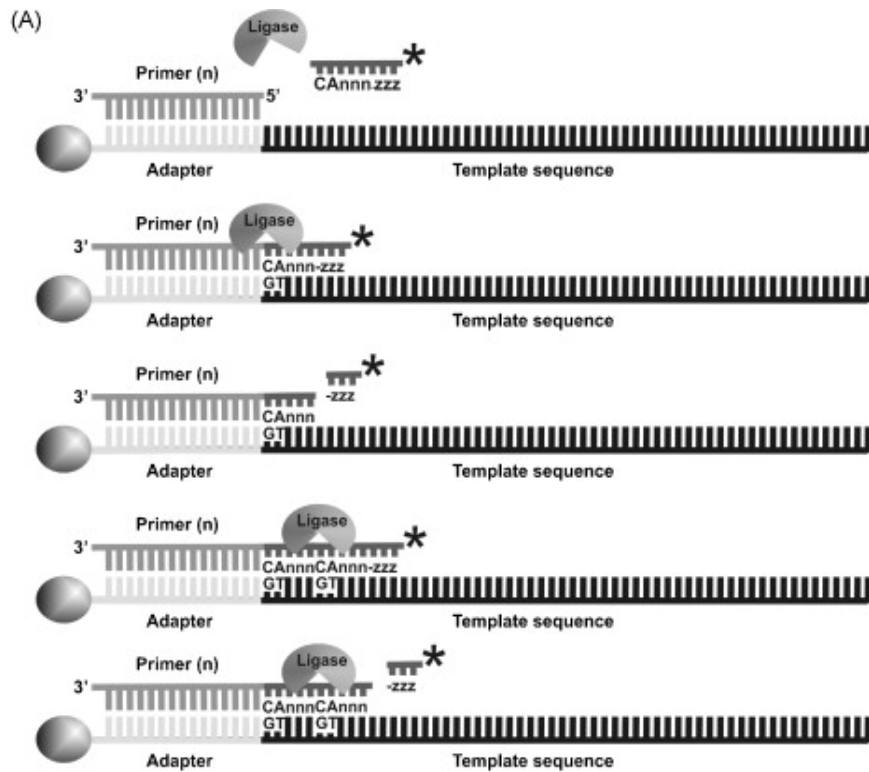 (A)
Ligase
*
Primer (n)
CAnnn-zzz
3’ 5’
Adapter Template sequence
Primer (n) Ligase
*
3’
CAnnn-zzz
GT
Adapter Template sequence
Primer (n)
*
-zzz
3’
CAnnn
GT
Adapter Template sequence
Primer (n) Ligase
*
3’
CAnnnCAnnn-zzz
GT GT
Adapter Template sequence
Primer (n) Ligase
*
-zzz
3’
CAnnnCAnnn
GT GT
Adapter Template sequence